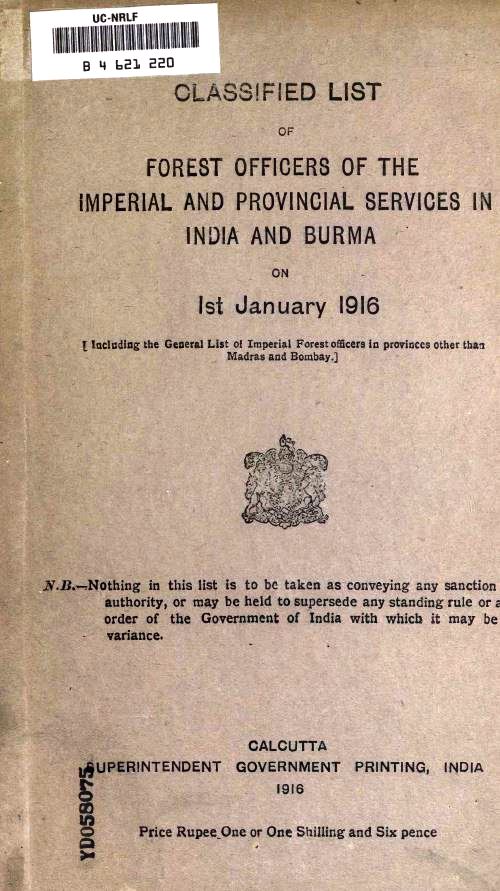 UC-NRLF
B 4 621 220
CLASSIFIED LIST
OF
FOREST OFFICERS OF THE
IMPERIAL AND PROVINCIAL SERVICES IN
INDIA AND BURMA
ON
1st January 1916
[ Including the General List of Imperial Forest officers in provinces other than
Madras and Bombay.]
N.B.—Nothing in this list is to be taken as conveying any sanction
authority, or may be held to supersede any standing rule or a
order of the Government of India with which it may be
variance.
CALCUTTA
SUPERINTENDENT GOVERNMENT PRINTING, INDIA
1916
Price Rupee One or One Shilling and Six pence
YD058075